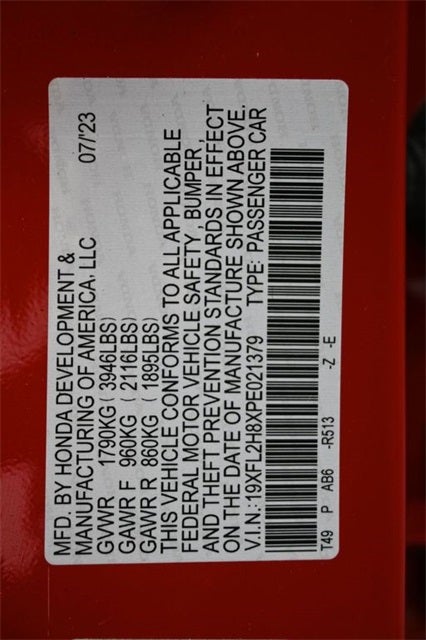 MFD. BY HONDA DEVELOPMENT &
MANUFACTURING OF AMERICA, LLC 07/'23
GVWR 1790KG ( 3946LBS)
GAWR F 960KG ( 2116LBS)
GAWR R 860KG ( 1895LBS)
THIS VEHICLE CONFORMS TO ALL APPLICABLE
FEDERAL MOTOR VEHICLE SAFETY, BUMPER,
AND THEFT PREVENTION STANDARDS IN EFFECT
ON THE DATE OF MANUFACTURE SHOWN ABOVE.
V.I.N.:19XFL2H8XPE021379 TYPE: PASSENGER CAR
T49 P AB6 -R513 -Z -E